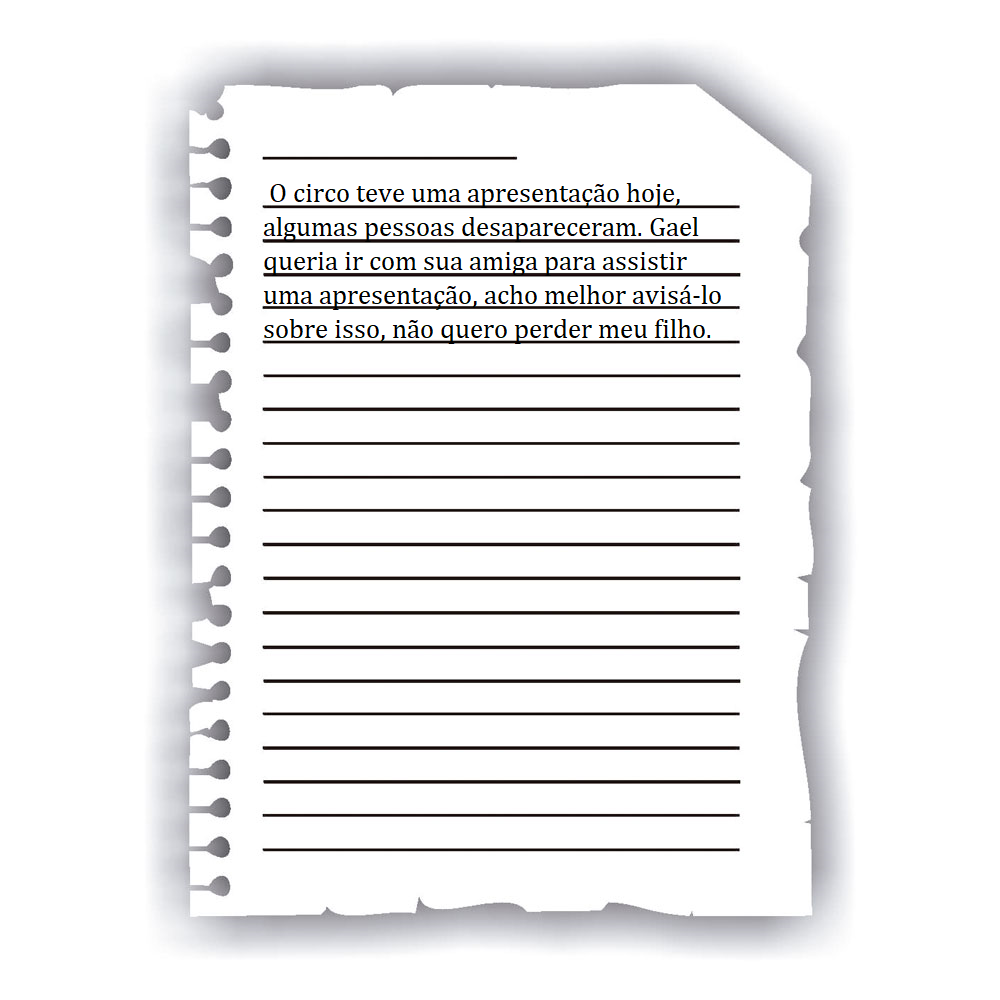 O circo teve uma apresentação hoje,
algumas pessoas desapareceram. Gael
queria ir com sua amiga para assistir
uma apresentação, acho melhor avisá-lo
sobre isso, não quero perder meu filho.